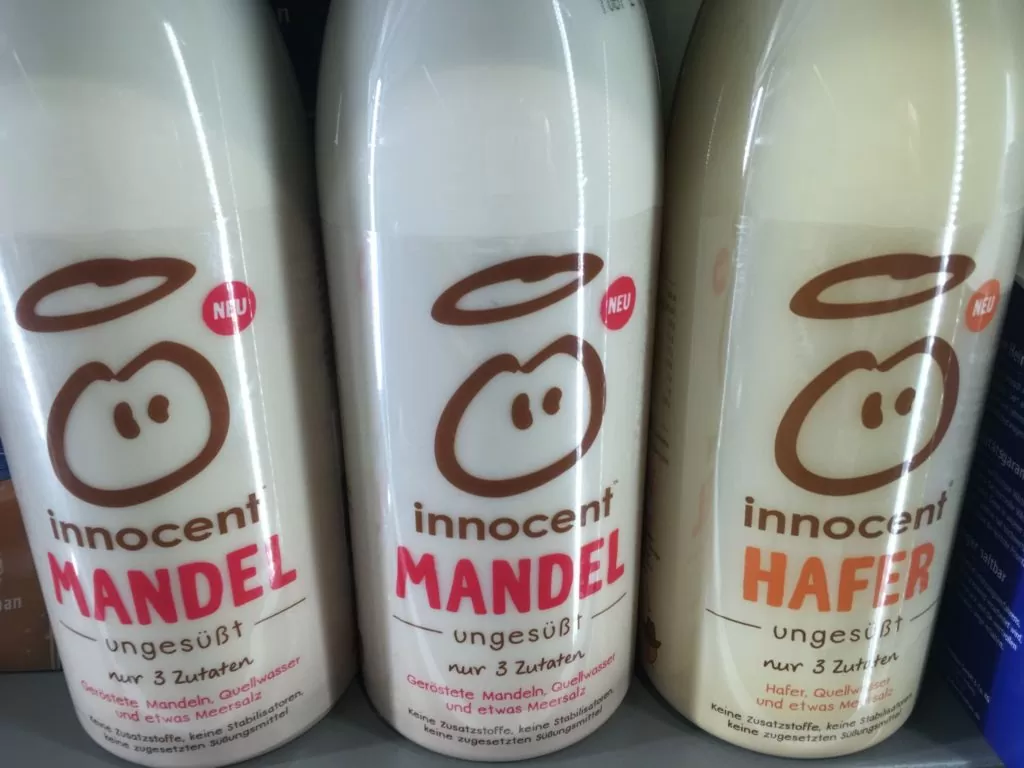 NEU
innocent
MANDEL
ungesüßt
nur 3 Zutaten
Geröstete Mandeln, Quellwasser
und etwas Meersalz
Keine Zusatzstoffe, keine Stabilisatoren,
keine zugesetzten Süßungsmittel
NEU
innocent
MANDEL
ungesüßt
nur 3 Zutaten
Geröstete Mandeln, Quellwasser
und etwas Meersalz
Keine Zusatzstoffe, keine Stabilisatoren,
keine zugesetzten Süßungsmittel
NEU
innocent
HAFER
ungesüßt
nur 3 Zutaten
Hafer, Quellwasser
und etwas Meersalz
Keine Zusatzstoffe, keine Stabilisatoren,
keine zugesetzten Süßungsmittel